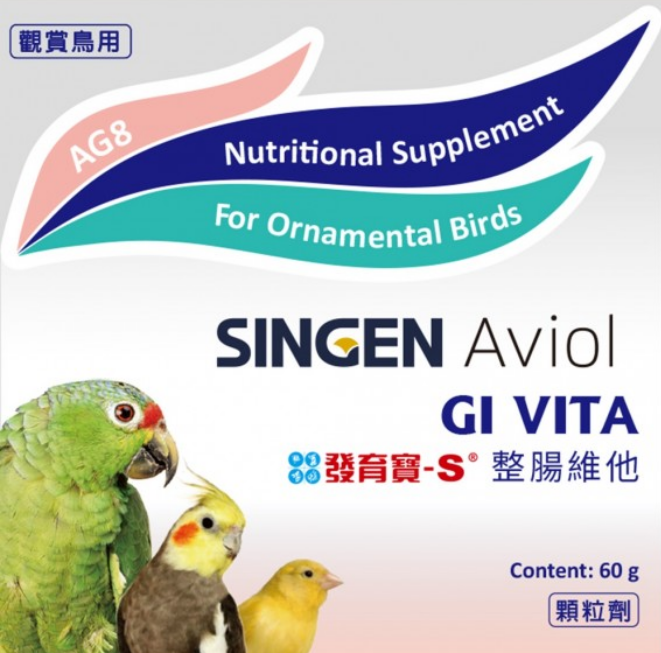 觀賞鳥用
AG8
Nutritional Supplement
For Ornamental Birds
SINGEN Aviol
GI VITA
發育寶-S® 整腸維他
Content: 60 g
顆粒劑